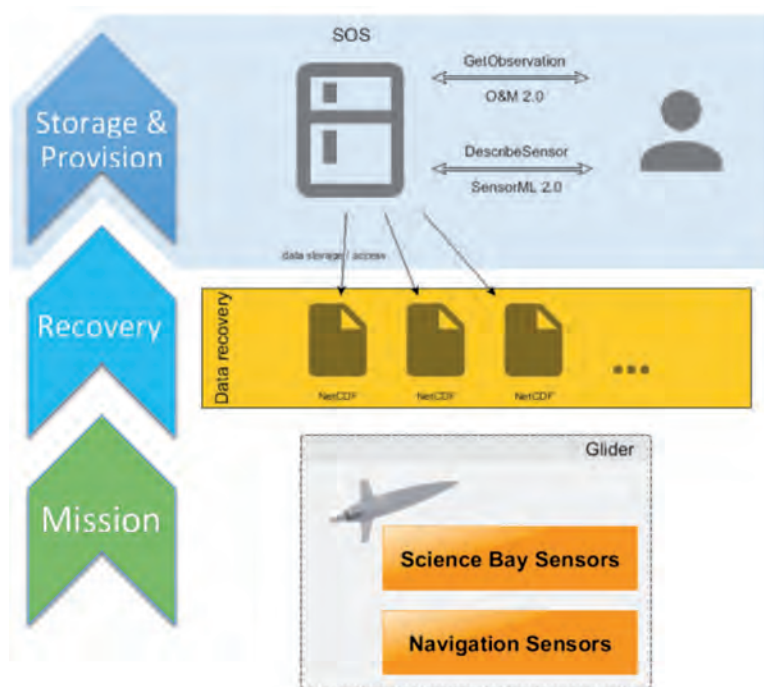 SOS
GetObservation
O&M 2.0
Storage &
Provision
DescribeSensor
SensorML 2.0
data storage / access
Recovery
Data recovery
NetCDF
NetCDF
NetCDF
...
Glider
Mission
Science Bay Sensors
Navigation Sensors